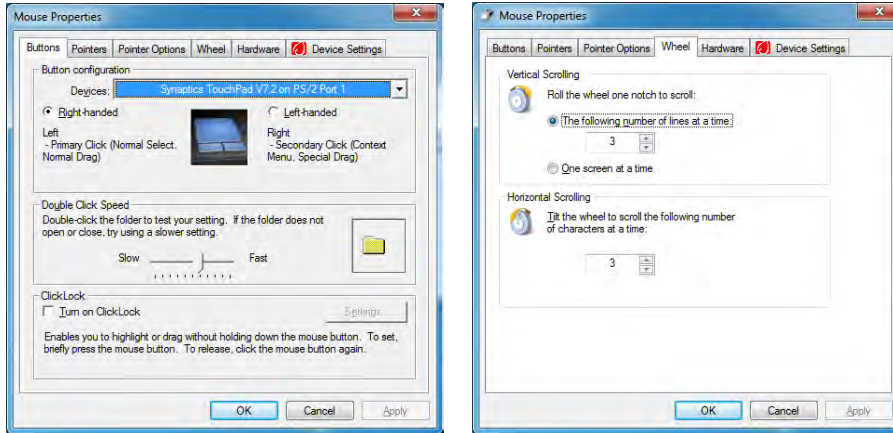 Mouse Properties
Buttons Pointers Pointer Options Wheel Hardware Device Settings
Button configuration
Devices: Synaptics TouchPad V7.2 on PS/2 Port 1
Right-handed
Left-handed
Left
- Primary Click (Normal Select, Normal Drag)
Right
- Secondary Click (Context Menu, Special Drag)
Double Click Speed
Double-click the folder to test your setting. If the folder does not
open or close, try using a slower setting.
Slow Fast
ClickLock
Turn on ClickLock
Settings...
Enables you to highlight or drag without holding down the mouse button. To set,
briefly press the mouse button. To release, click the mouse button again.
OK Cancel Apply
Mouse Properties
Buttons Pointers Pointer Options Wheel Hardware Device Settings
Vertical Scrolling
Roll the wheel one notch to scroll:
The following number of lines at a time:
3
One screen at a time
Horizontal Scrolling
Tilt the wheel to scroll the following number
of characters at a time:
3
OK Cancel Apply